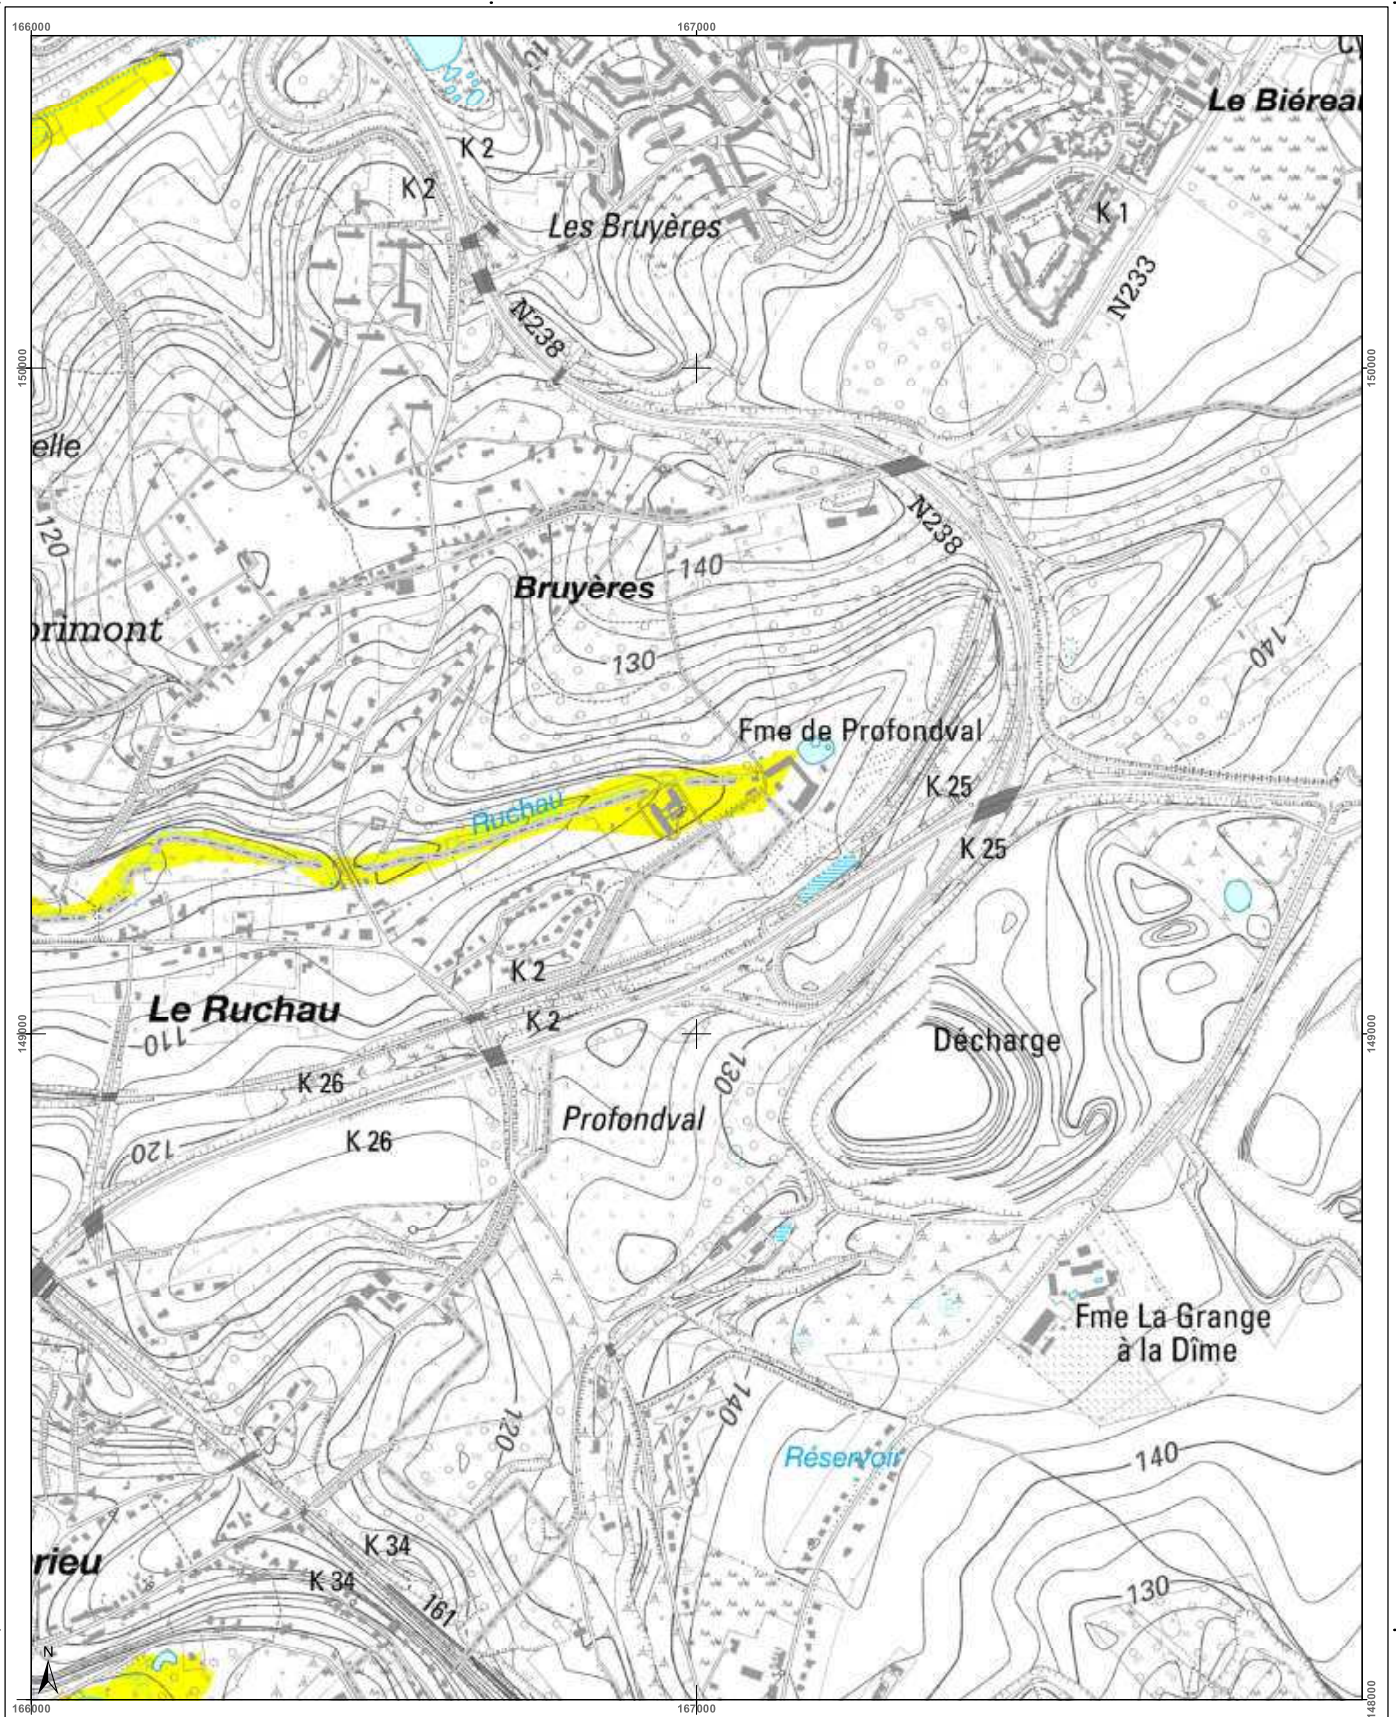 166000
167000
10
Le Biéreau
K 2
K 2
K 1
Les Bruyères
N233
N238
150000
150000
elle
120
N238
140
Bruyères
orimont
130
140
Fme de Profondval
K 25
Ruchau
K 25
K 2
Le Ruchau
K 2
110
149000
149000
Décharge
130
K 26
Profondval
K 26
120
Fme La Grange
à la Dîme
140
120
Réservoir
140
K 34
rieu
K 34
130
161
N
166000
167000
148000